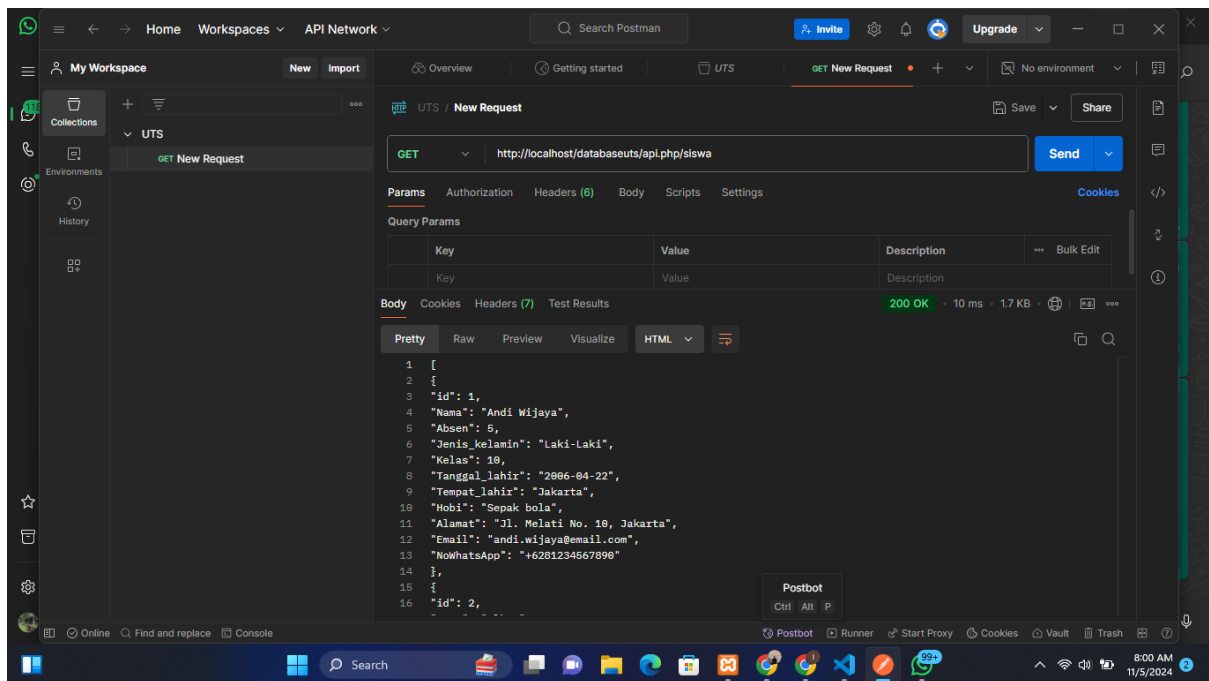 Home Workspaces API Network Search Postman Invite Upgrade
My Workspace New Import Overview Getting started UTS GET New Request No environment
Collections
Environments
History
UTS
GET New Request
HTTP UTS / New Request Save Share
GET http://localhost/databaseuts/api.php/siswa Send
Params Authorization Headers (6) Body Scripts Settings Cookies
Query Params
Key Value Description Bulk Edit
Key Value Description
Body Cookies Headers (7) Test Results 200 OK 10 ms 1.7 KB e.g.
Pretty Raw Preview Visualize HTML
1 [
2 {
3 "id": 1,
4 "Nama": "Andi Wijaya",
5 "Absen": 5,
6 "Jenis_kelamin": "Laki-Laki",
7 "Kelas": 10,
8 "Tanggal_lahir": "2006-04-22",
9 "Tempat_lahir": "Jakarta",
10 "Hobi": "Sepak bola",
11 "Alamat": "Jl. Melati No. 10, Jakarta",
12 "Email": "andi.wijaya@email.com",
13 "NoWhatsApp": "+6281234567890"
14 },
15 {
16 "id": 2,
Postbot
Ctrl Alt P
Online Find and replace Console Postbot Runner Start Proxy Cookies Vault Trash
Search 99+ 8:00 AM
11/5/2024 2